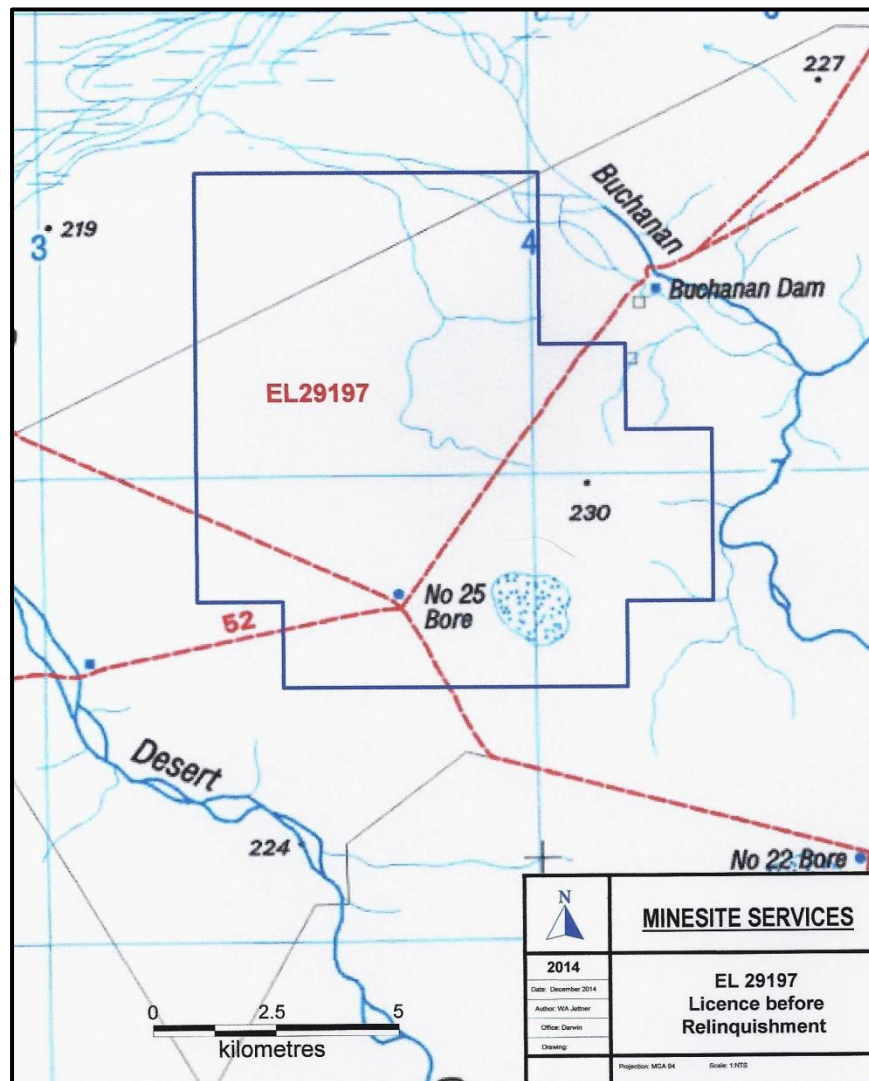 227
Buchanan
219
3
4
Buchanan Dam
EL29197
230
No 25
Bore
52
Desert
224
No 22 Bore
N
MINESITE SERVICES
2014
Date: December 2014
Author: WA Jettner
Office: Darwin
Drawing:
EL 29197
Licence before
Relinquishment
0 2.5 5
kilometres
Projection: MGA 94 Scale: 1:NTS